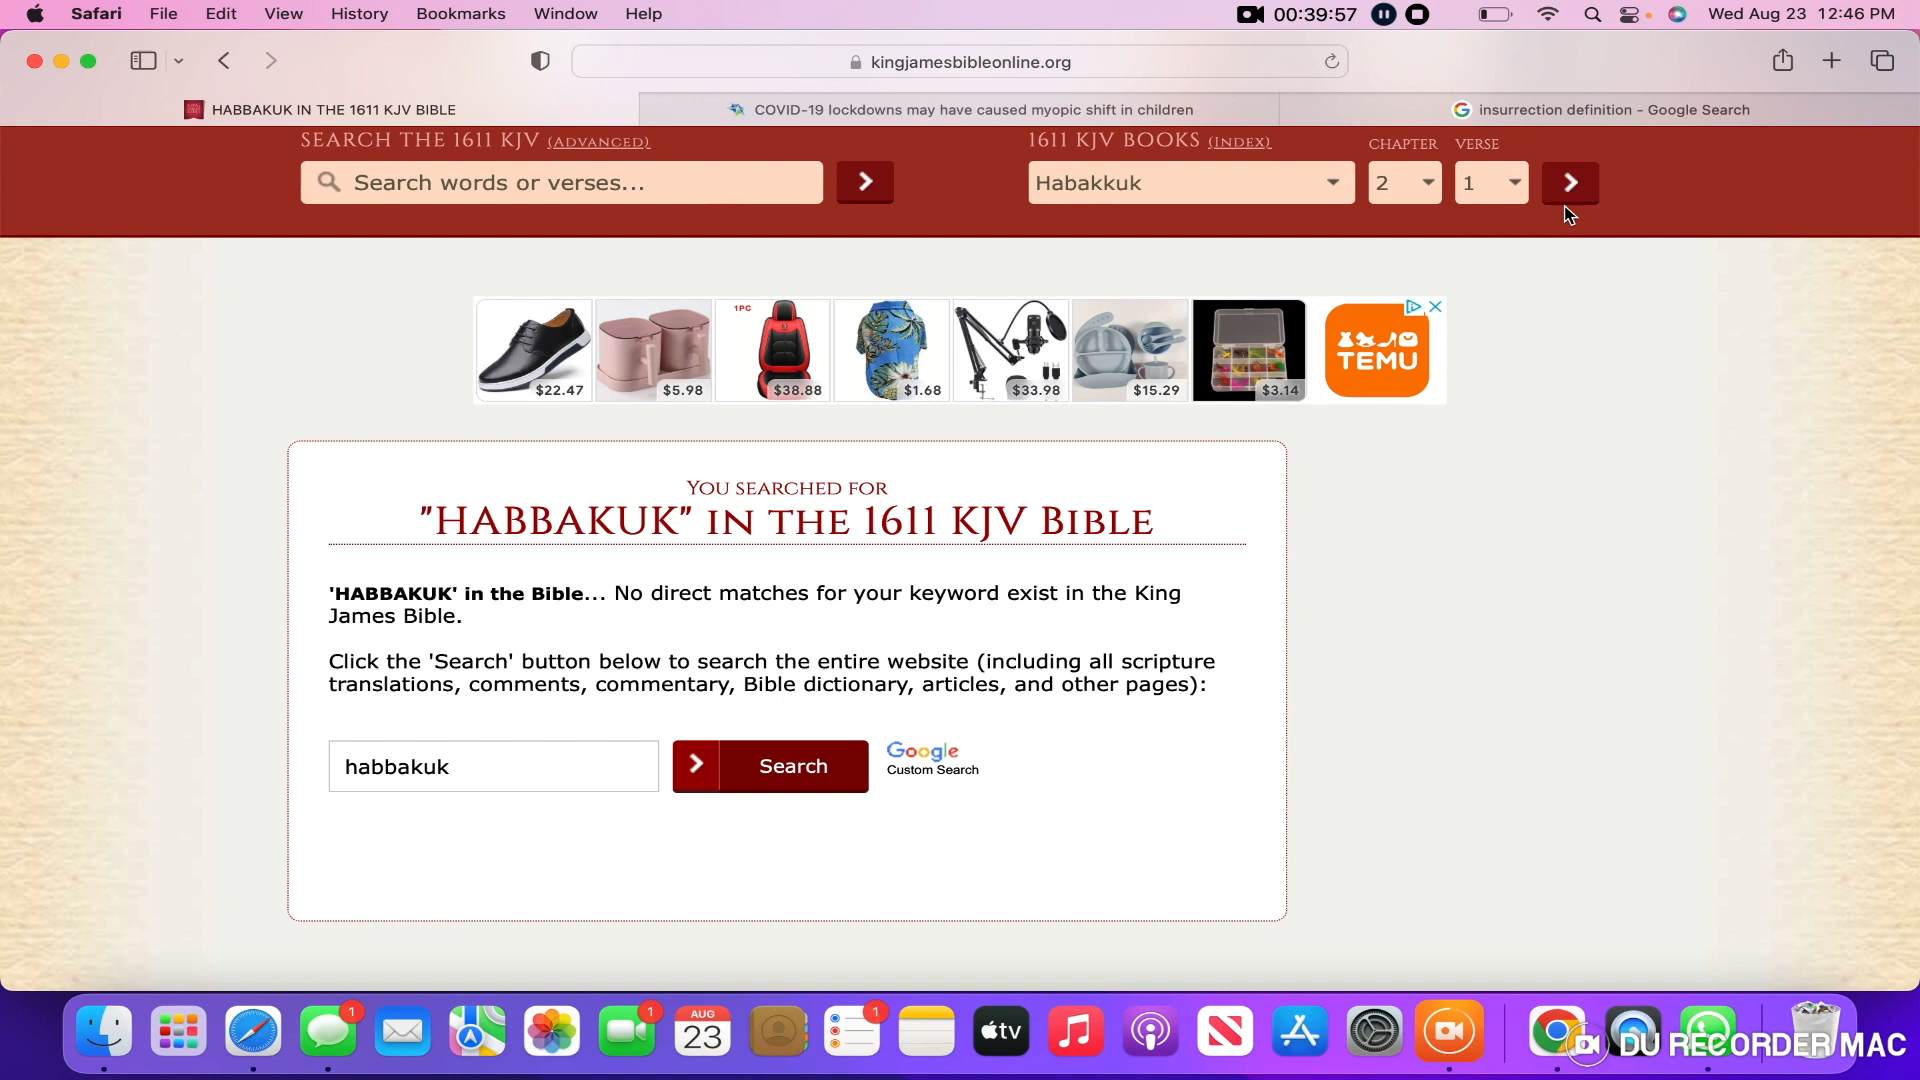 Safari File Edit View History Bookmarks Window Help 00:39:57 Wed Aug 23 12:46 PM
kingjamesbibleonline.org
HABBAKUK IN THE 1611 KJV BIBLE COVID-19 lockdowns may have caused myopic shift in children insurrection definition - Google Search
SEARCH THE 1611 KJV (ADVANCED) 1611 KJV BOOKS (INDEX) CHAPTER VERSE
Search words or verses... Habakkuk 2 1
1PC
TEMU
$22.47 $5.98 $38.88 $1.68 $33.98 $15.29 $3.14
YOU SEARCHED FOR
"HABBAKUK" IN THE 1611 KJV BIBLE
'HABBAKUK' in the Bible... No direct matches for your keyword exist in the King
James Bible.
Click the 'Search' button below to search the entire website (including all scripture
translations, comments, commentary, Bible dictionary, articles, and other pages):
habbakuk Search Google
Custom Search
1 1 AUG 23 1 tv
DU RECORDER MAC